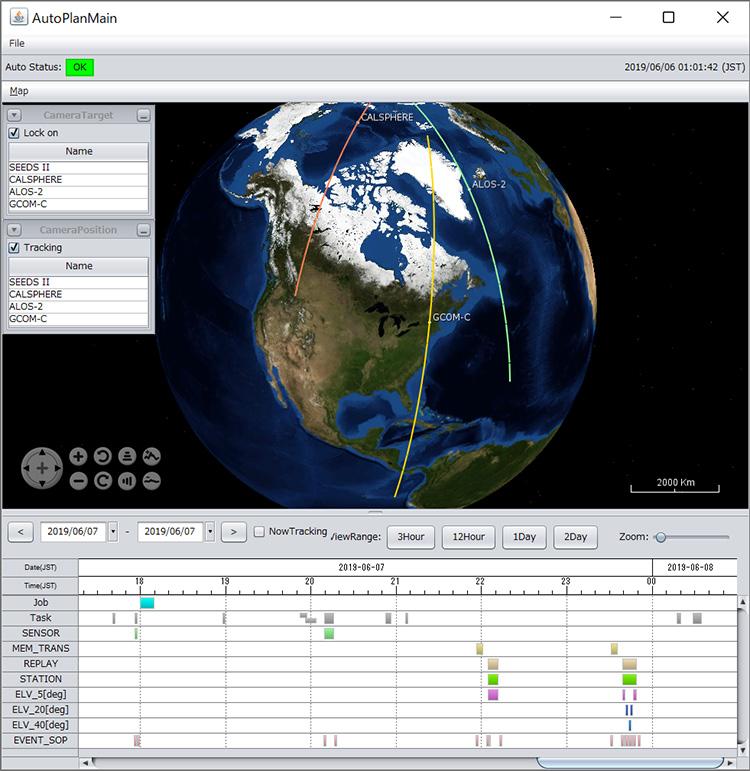 AutoPlanMain
File
Auto Status: OK 2019/06/06 01:01:42 (JST)
Map
CameraTarget
Lock on
Name
SEEDS II
CALSPHERE
ALOS-2
GCOM-C
CameraPosition
Tracking
Name
SEEDS II
CALSPHERE
ALOS-2
GCOM-C
CALSPHERE
ALOS-2
GCOM-C
2000 Km
< 2019/06/07 - 2019/06/07 > NowTracking ViewRange: 3Hour 12Hour 1Day 2Day Zoom:
Date(JST) 2019-06-07 2019-06-08
Time(JST) 18 19 20 21 22 23 00
Job
Task
SENSOR
MEM_TRANS
REPLAY
STATION
ELV_5[deg]
ELV_20[deg]
ELV_40[deg]
EVENT_SOP